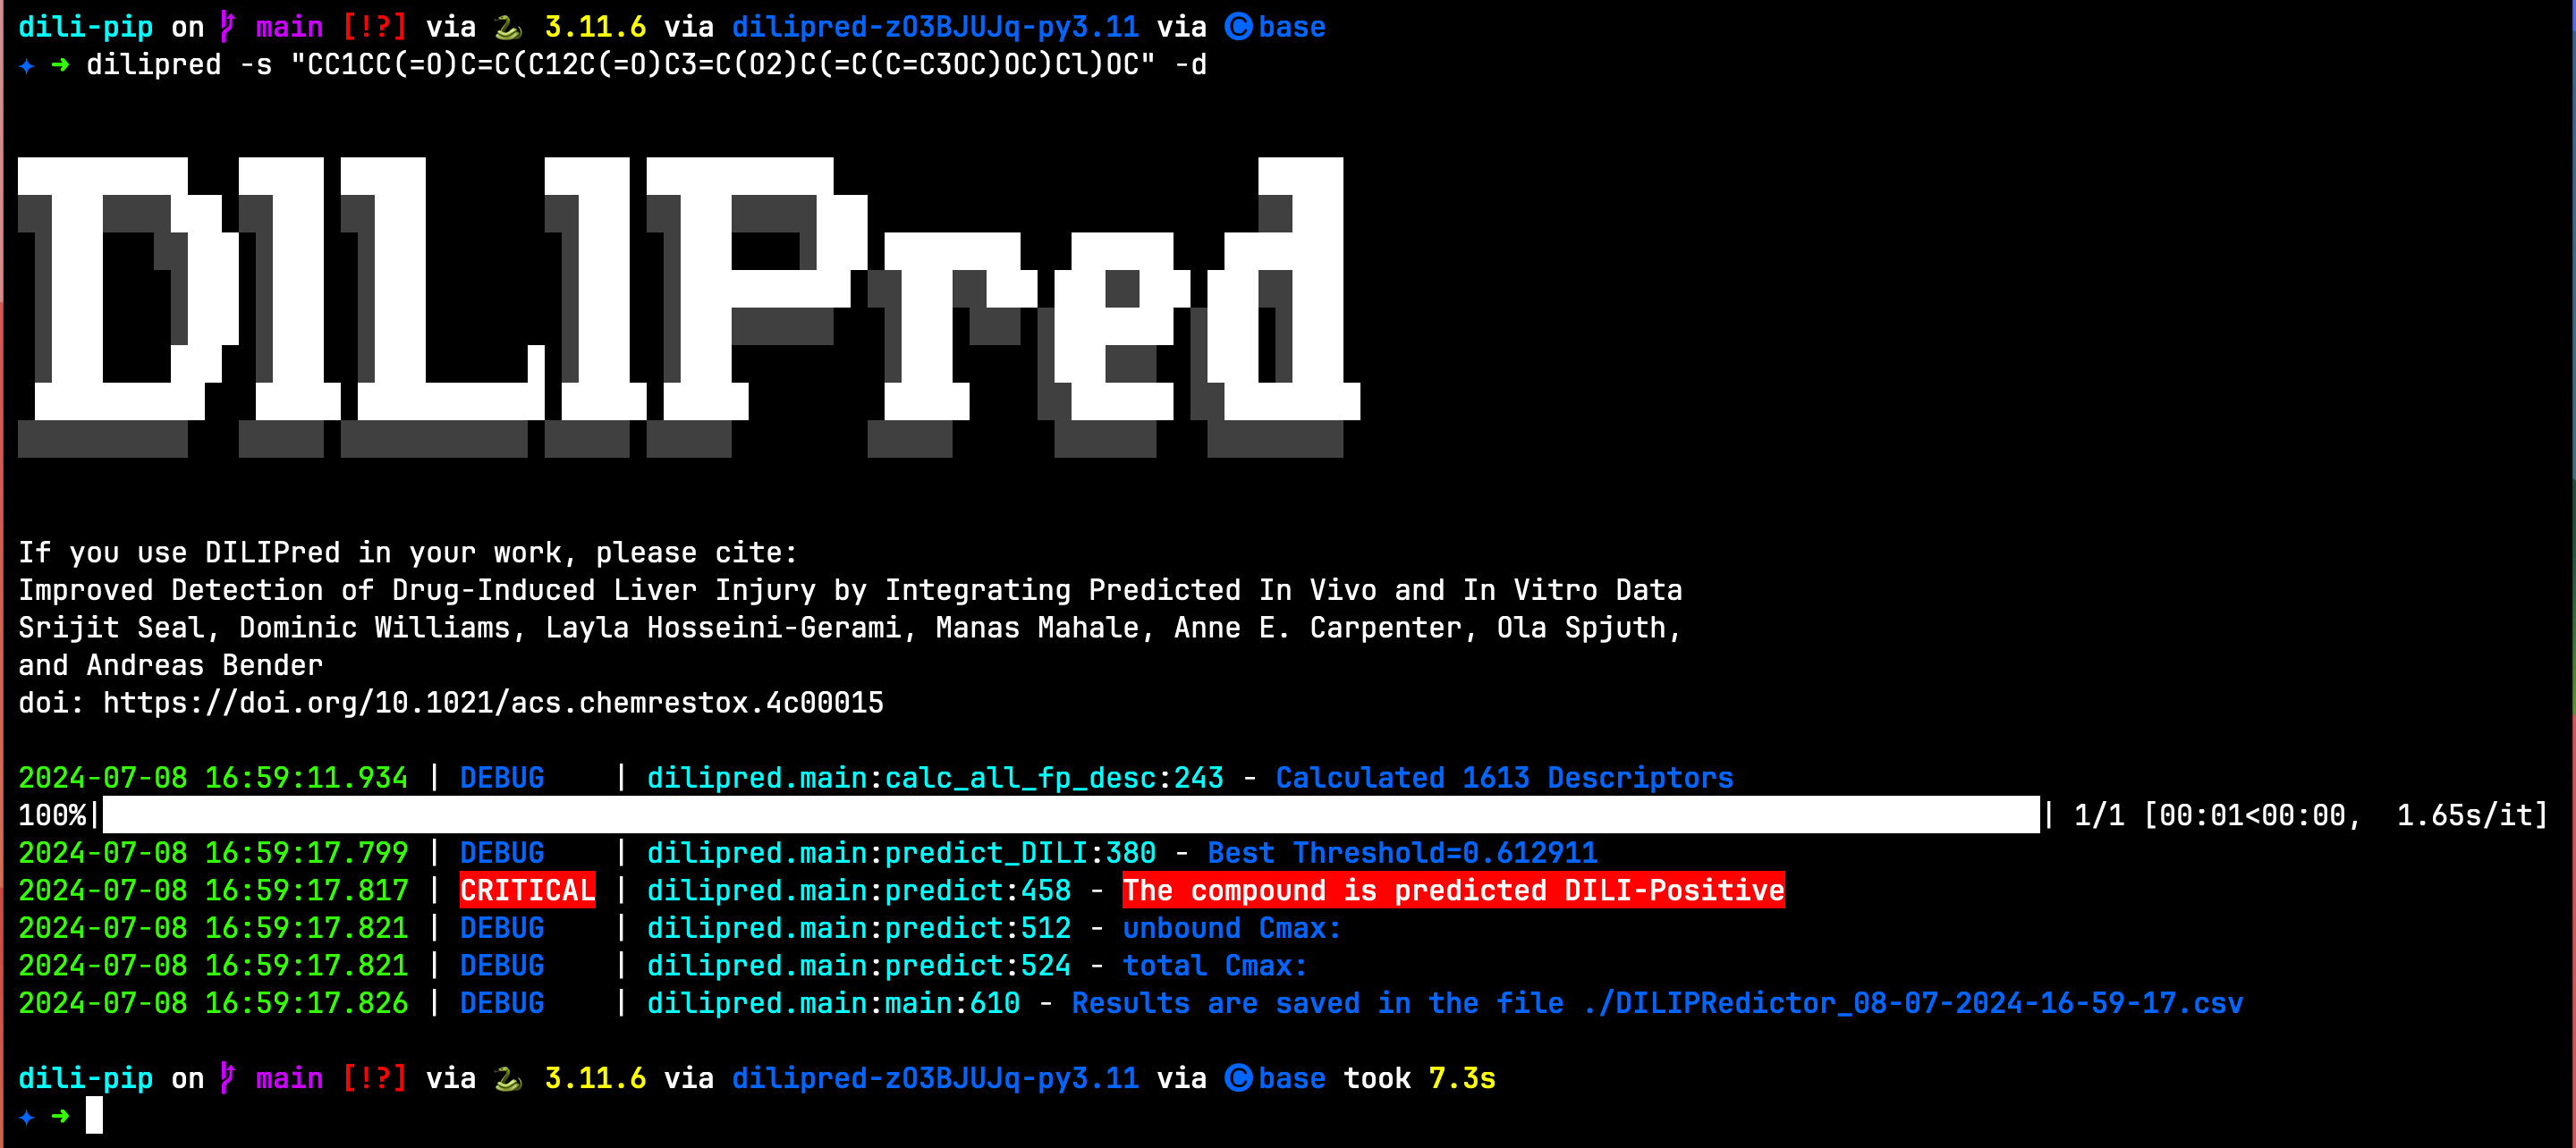 dili-pip on main [!?] via 🐍 3.11.6 via dilipred-zO3BJUJq-py3.11 via C base
✦ ➜ dilipred -s "CC1CC(=O)C=C(C12C(=O)C3=C(O2)C(=C(C=C3OC)OC)Cl)OC" -d
DILIPred
If you use DILIPred in your work, please cite:
Improved Detection of Drug-Induced Liver Injury by Integrating Predicted In Vivo and In Vitro Data
Srijit Seal, Dominic Williams, Layla Hosseini-Gerami, Manas Mahale, Anne E. Carpenter, Ola Spjuth,
and Andreas Bender
doi: https://doi.org/10.1021/acs.chemrestox.4c00015
2024-07-08 16:59:11.934 | DEBUG    | dilipred.main:calc_all_fp_desc:243 - Calculated 1613 Descriptors
100%|██████████| 1/1 [00:01<00:00,  1.65s/it]
2024-07-08 16:59:17.799 | DEBUG    | dilipred.main:predict_DILI:380 - Best Threshold=0.612911
2024-07-08 16:59:17.817 | CRITICAL | dilipred.main:predict:458 - The compound is predicted DILI-Positive
2024-07-08 16:59:17.821 | DEBUG    | dilipred.main:predict:512 - unbound Cmax:
2024-07-08 16:59:17.821 | DEBUG    | dilipred.main:predict:524 - total Cmax:
2024-07-08 16:59:17.826 | DEBUG    | dilipred.main:main:610 - Results are saved in the file ./DILIPRedictor_08-07-2024-16-59-17.csv
dili-pip on main [!?] via 🐍 3.11.6 via dilipred-zO3BJUJq-py3.11 via C base took 7.3s
✦ ➜